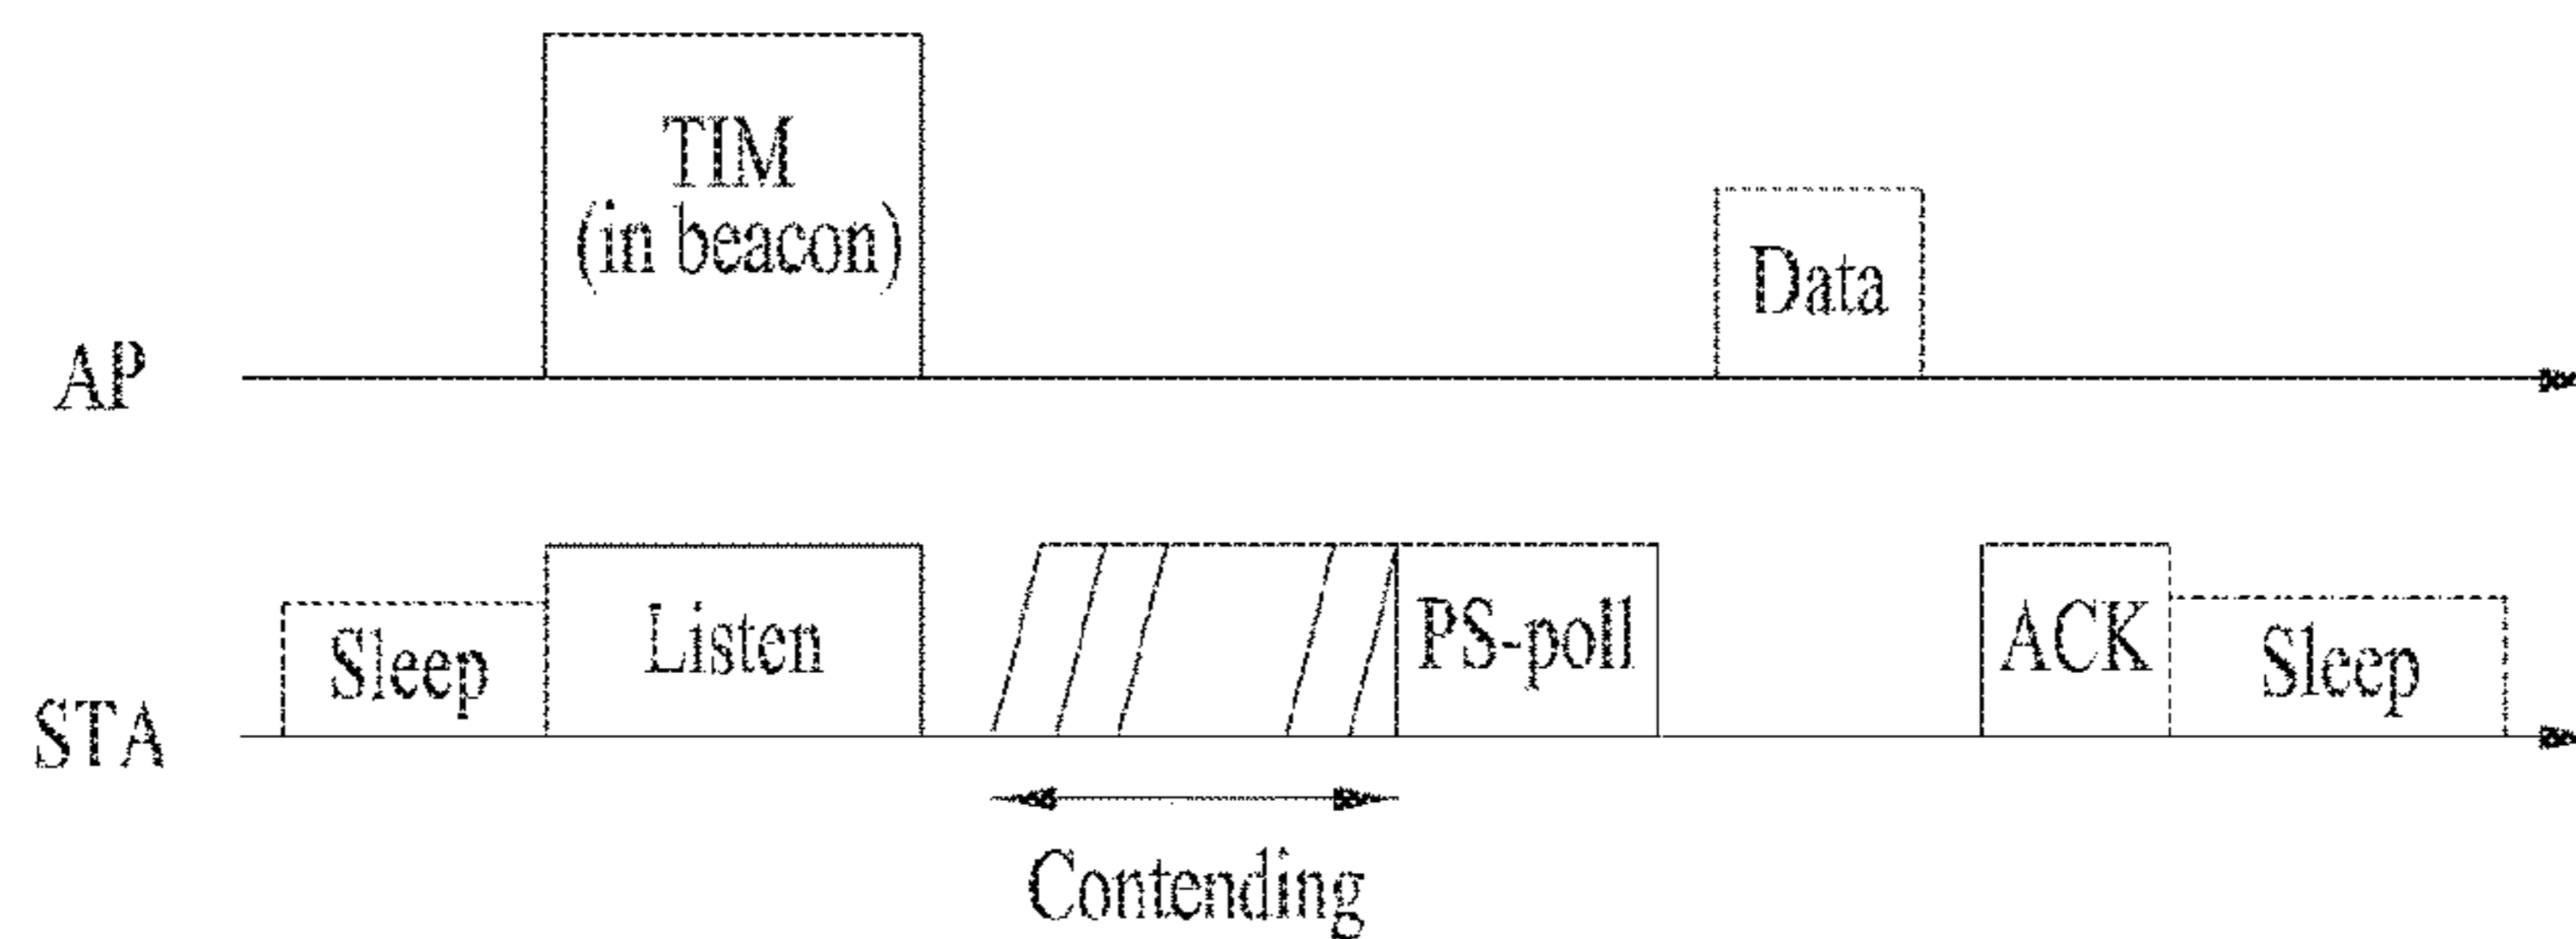 TIM
(in beacon)
Data
AP
Sleep
Listen
PS-poll
ACK
Sleep
STA
Contending